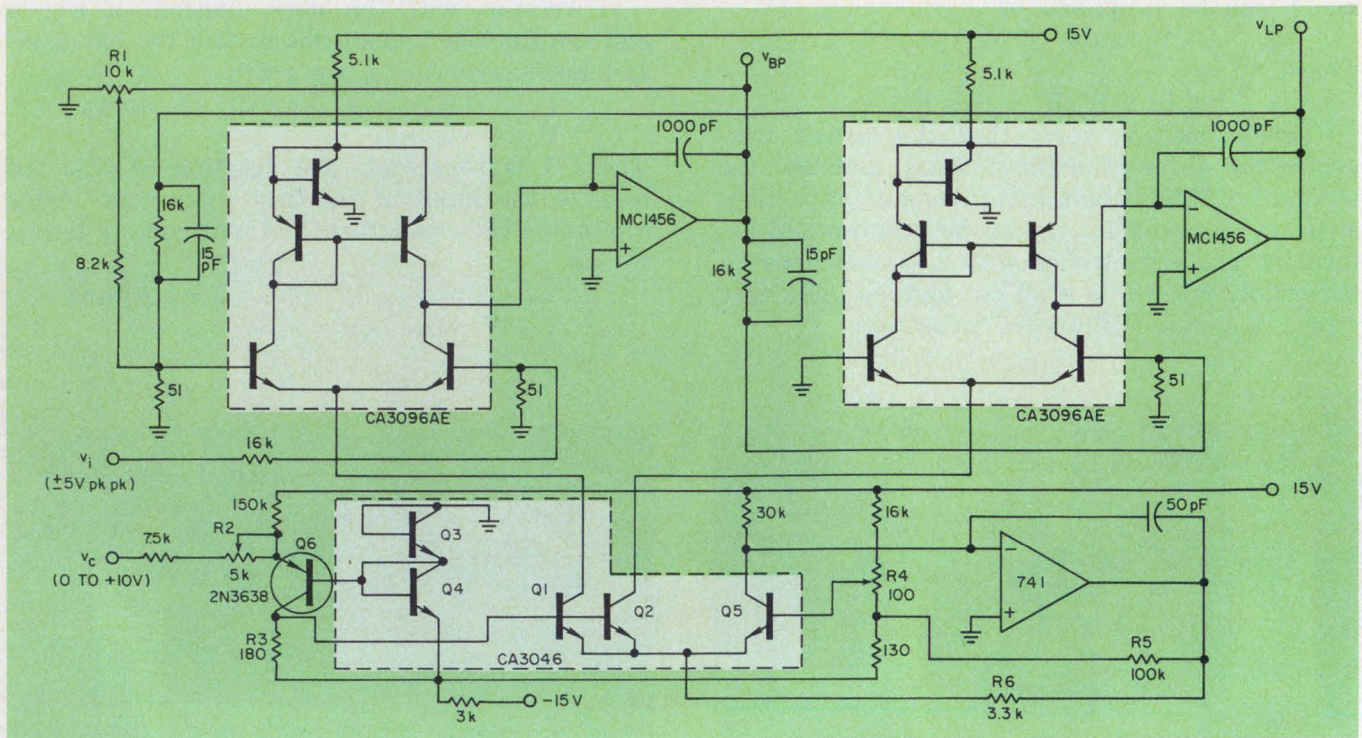 R1
10 k
5.1k
15V
vBP
5.1k
vLP
1000 pF
1000 pF
16k
15
pF
8.2k
MC1456
16k
15pF
MC1456
51
51
51
CA3096AE
CA3096AE
vi
(±5V pk pk)
16k
150k
30k
16k
15V
50 pF
vC
(0 TO +10V)
7.5k
R2
5k
Q6
2N3638
Q3
Q4
Q1
Q2
Q5
R4
100
741
R3
180
CA3046
130
R5
100k
R6
3.3k
3k
-15V